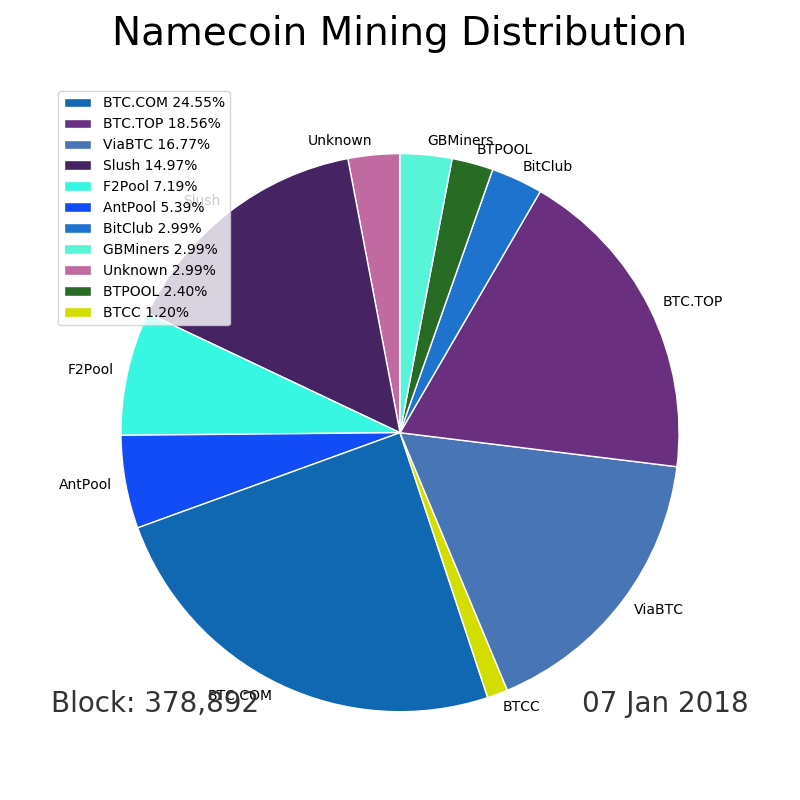 Namecoin Mining Distribution
BTC.COM 24.55%
BTC.TOP 18.56%
ViaBTC 16.77%
Slush 14.97%
F2Pool 7.19%
AntPool 5.39%
BitClub 2.99%
GBMiners 2.99%
Unknown 2.99%
BTPOOL 2.40%
BTCC 1.20%
Unknown
GBMiners
BTPOOL
BitClub
Slush
BTC.TOP
F2Pool
AntPool
ViaBTC
BTC.COM
BTCC
Block: 378,892
07 Jan 2018